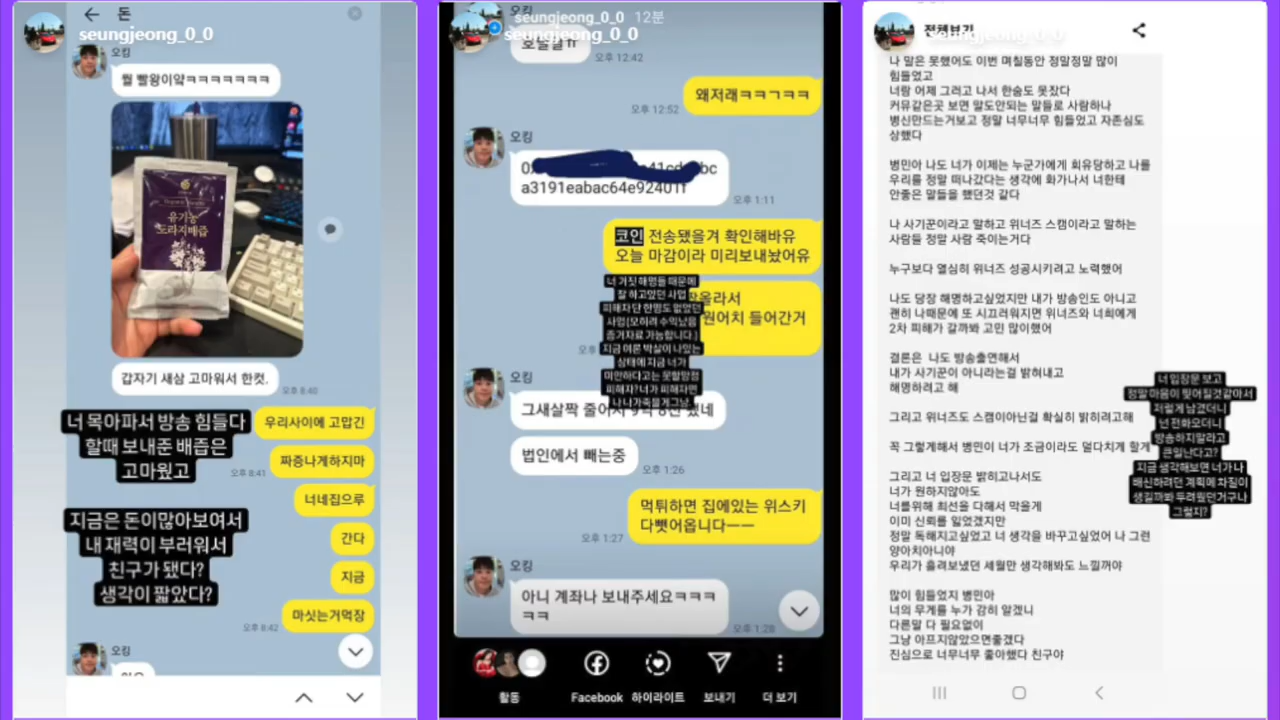 돈
seungjeong_0_0
오킹
뭘 빨왕이얔ㅋㅋㅋㅋㅋㅋㅋ
유기농
도라지배즙
갑자기 새삼 고마워서 한컷.
오후 8:40
너 목아파서 방송 힘들다
할때 보내준 배즙은
고마웠고
우리사이에 고맙긴
오후 8:41
짜증나게하지마
너네집으루
지금은 돈이많아보여서
내 재력이 부러워서
친구가 됐다?
생각이 짧았다?
간다
지금
마싯는거먹장
오후 8:42
오킹
오킹
seungjeong_0_0 12분
seungjeong_0_0
오후 12:42
왜저래ㅋㅋㄱㅋㅋ
오후 12:52
오킹
a3191eabac64e92401f
오후 1:11
코인 전송됐을겨 확인해바유
오늘 마감이라 미리보내놨어유
너 거짓 해명들 때문에
잘 하고있던 사업
피해자 단 한명도 없었던
사업(모하려 수익났음
증거자료 가능합니다.)
지금 여론 박살이 나있는
상태에 지금 너가
미안하다고는 못할망정
피해자? 너가 피해자면
나 니가죽을게그냥
올라서
원어치 들어간거
오킹
그새살짝 줄어서
법인에서 빼는중
오후 1:26
먹튀하면 집에있는 위스키
다뺏어옵니다ㅡㅡ
오후 1:27
오킹
아니 계좌나 보내주세요ㅋㅋㅋ
ㅋㅋ
오후 1:28
활동
Facebook
하이라이트
보내기
더 보기
전체보기
seungjeong_0_0
나 말은 못했어도 이번 며칠동안 정말정말 많이
힘들었고
너랑 어제 그러고 나서 한숨도 못잤다
커뮤같은곳 보면 말도안되는 말들로 사람하나
병신만드는거보고 정말 너무너무 힘들었고 자존심도
상했다
병민아 나도 너가 이제는 누군가에게 회유당하고 나를
우리를 정말 떠나갔다는 생각에 화가나서 너한테
안좋은 말들을 했던것 같다
나 사기꾼이라고 말하고 위너즈 스캠이라고 말하는
사람들 정말 사람 죽이는거다
누구보다 열심히 위너즈 성공시키려고 노력했어
나도 당장 해명하고싶었지만 내가 방송인도 아니고
괜히 나때문에 또 시끄러워지면 위너즈와 너희에게
2차 피해가 갈까봐 고민 많이했어
결론은 나도 방송출연해서
내가 사기꾼이 아니라는걸 밝혀내고
해명하려고 해
그리고 위너즈도 스캠이아닌걸 확실히 밝히려고해
꼭 그렇게해서 병민이 너가 조금이라도 덜다치게 할게
그리고 너 입장문 밝히고나서도
너가 원하지않아도
너를위해 최선을 다해서 막을게
이미 신뢰를 잃었겠지만
정말 독해지고싶었고 너 생각을 바꾸고싶었어 나 그런
양아치아니야
우리가 흘려보냈던 세월만 생각해봐도 느낄꺼야
많이 힘들었지 병민아
너의 무게를 누가 감히 알겠니
다른말 다 필요없이
그냥 아프지않았으면좋겠다
진심으로 너무너무 좋아했다 친구야
너 입장문 보고
정말 마음이 찢어질것같아서
저렇게 남겼더니
넌 전화오더니
방송하지말라고
큰일난다고?
지금 생각해보면 너가 나
배신하려던 계획에 차질이
생길까봐 두려웠던거구나
그렇지?